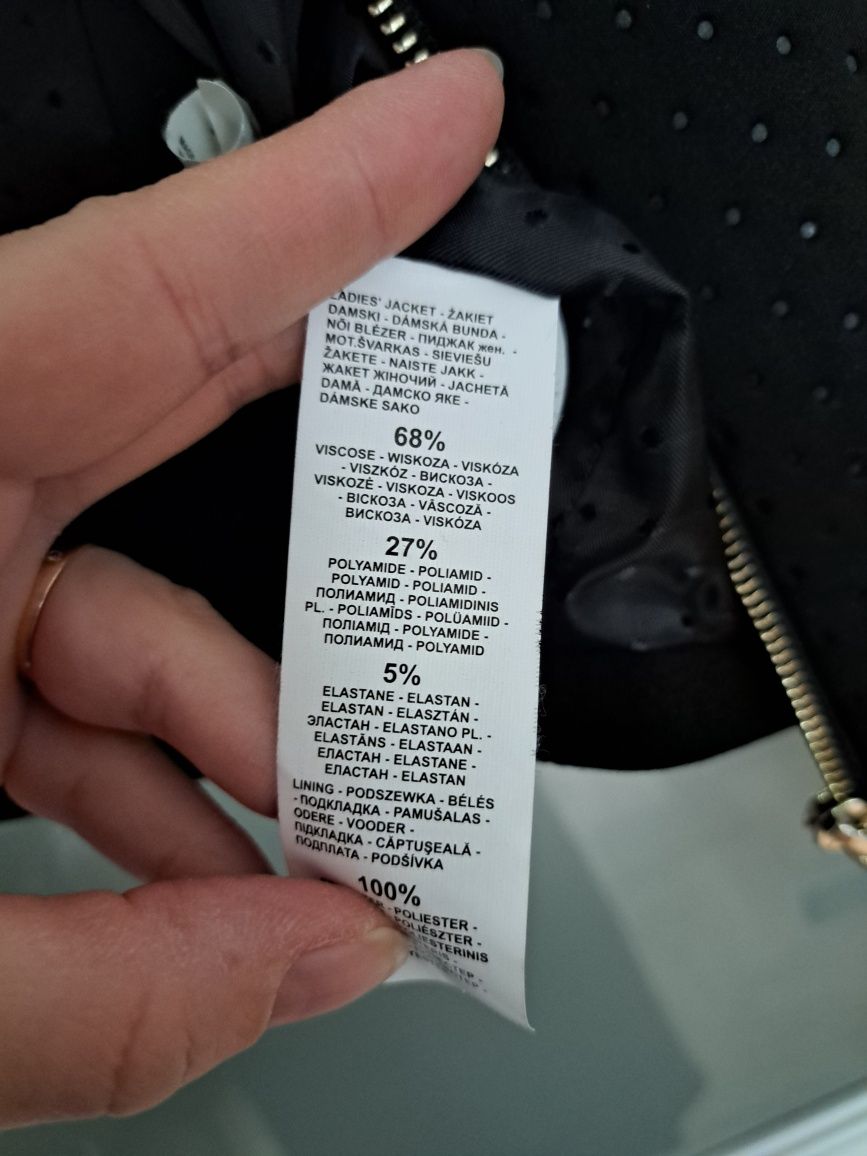 LADIES' JACKET - ŻAKIET
DAMSKI - DÁMSKÁ BUNDA -
NŐI BLÉZER - ПИДЖАК жен. -
MOT.ŠVARKAS - SIEVIEŠU
ŽAKETE - NAISTE JAKK -
ЖАКЕТ ЖІНОЧИЙ - JACHETĂ
DAMĂ - ДАМСКО ЯКЕ -
DÁMSKE SAKO
68%
VISCOSE - WISKOZA - VISKÓZA
- VISZKÓZ - ВИСКОЗА -
VISKOZĖ - VISKOZA - VISKOOS
- ВІСКОЗА - VÂSCOZĂ -
ВИСКОЗА - VISKÓZA
27%
POLYAMIDE - POLIAMID -
POLYAMID - POLIAMID -
ПОЛИАМИД - POLIAMIDINIS
PL. - POLIAMĪDS - POLÜAMIID -
ПОЛІАМІД - POLYAMIDE -
ПОЛИАМИД - POLYAMID
5%
ELASTANE - ELASTAN -
ELASTAN - ELASZTÁN -
ЭЛАСТАН - ELASTANO PL. -
ELASTĀNS - ELASTAAN -
ЕЛАСТАН - ELASTANE -
ЕЛАСТАН - ELASTAN
LINING - PODSZEWKA - BÉLÉS
- ПОДКЛАДКА - PAMUŠALAS -
ODERE - VOODER -
ПІДКЛАДКА - CĂPTUŞEALĂ -
ПОДПЛАТА - PODŠÍVKA
100%
- POLIESTER -
POLIÉSZTER -